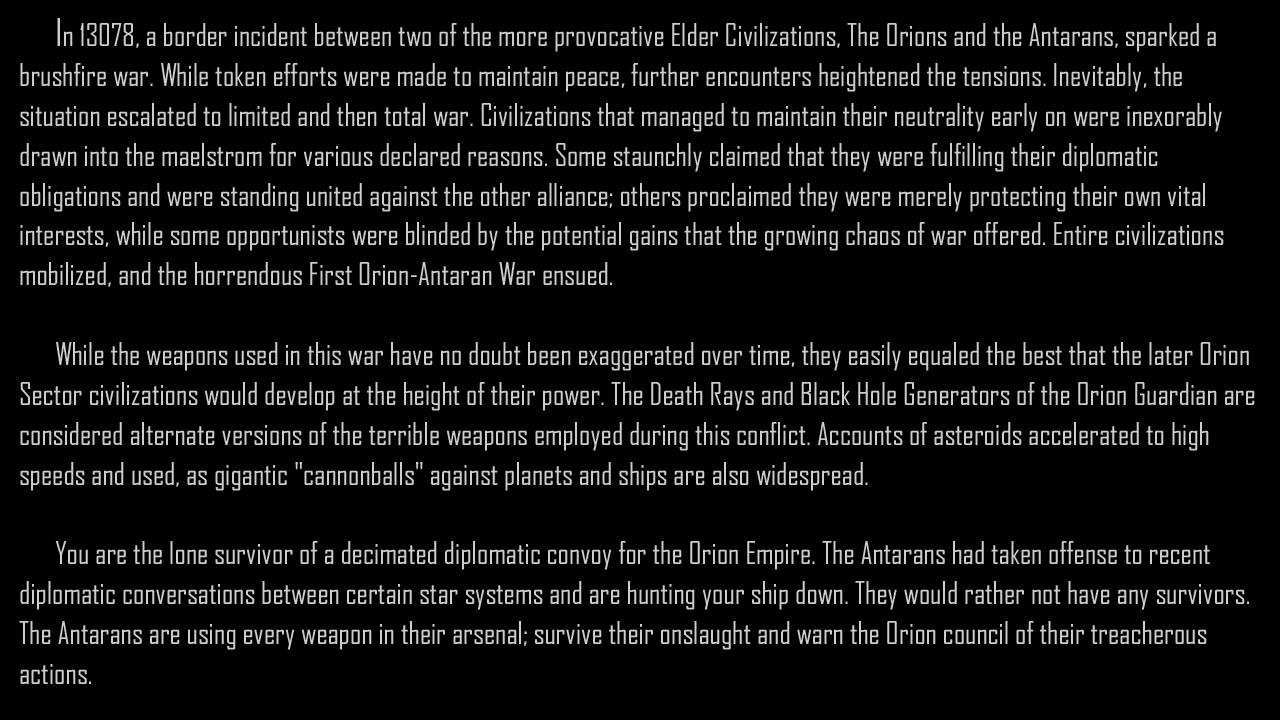 In 13078, a border incident between two of the more provocative Elder Civilizations, The Orions and the Antarans, sparked a
brushfire war. While token efforts were made to maintain peace, further encounters heightened the tensions. Inevitably, the
situation escalated to limited and then total war. Civilizations that managed to maintain their neutrality early on were inexorably
drawn into the maelstrom for various declared reasons. Some staunchly claimed that they were fulfilling their diplomatic
obligations and were standing united against the other alliance; others proclaimed they were merely protecting their own vital
interests, while some opportunists were blinded by the potential gains that the growing chaos of war offered. Entire civilizations
mobilized, and the horrendous First Orion-Antaran War ensued.
While the weapons used in this war have no doubt been exaggerated over time, they easily equaled the best that the later Orion
Sector civilizations would develop at the height of their power. The Death Rays and Black Hole Generators of the Orion Guardian are
considered alternate versions of the terrible weapons employed during this conflict. Accounts of asteroids accelerated to high
speeds and used, as gigantic "cannonballs" against planets and ships are also widespread.
You are the lone survivor of a decimated diplomatic convoy for the Orion Empire. The Antarans had taken offense to recent
diplomatic conversations between certain star systems and are hunting your ship down. They would rather not have any survivors.
The Antarans are using every weapon in their arsenal; survive their onslaught and warn the Orion council of their treacherous
actions.